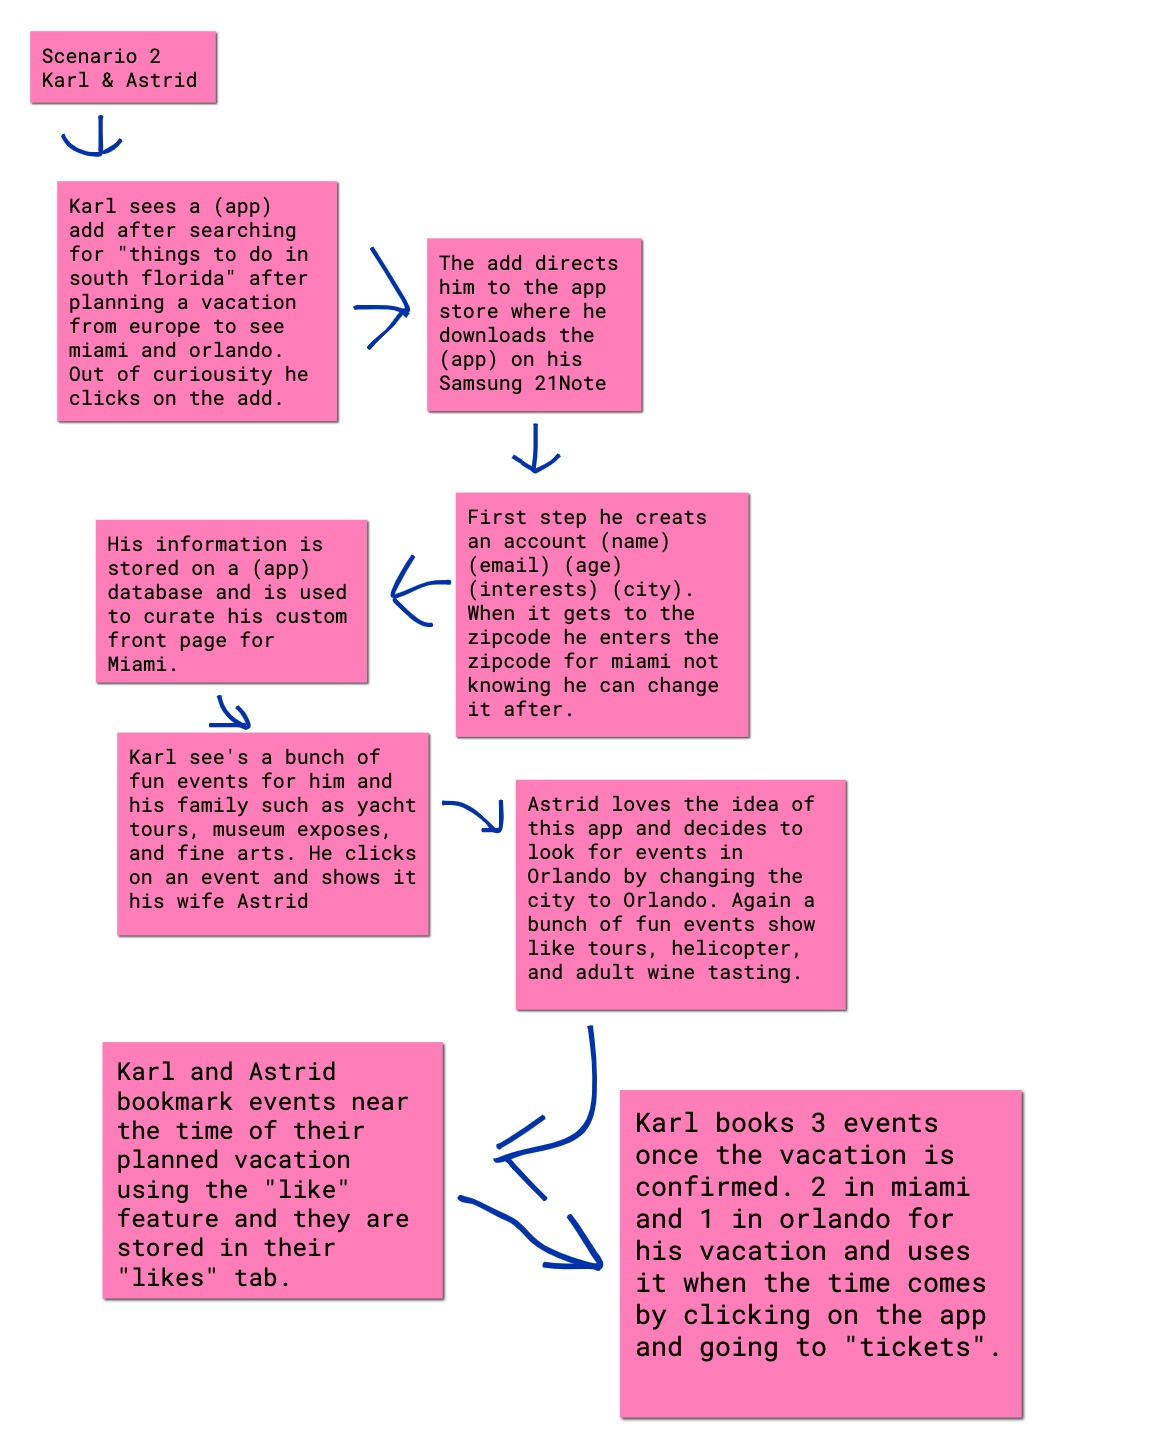 Scenario 2
Karl & Astrid
Karl sees a (app)
add after searching
for "things to do in
south florida" after
planning a vacation
from europe to see
miami and orlando.
Out of curiousity he
clicks on the add.
The add directs
him to the app
store where he
downloads the
(app) on his
Samsung 21Note
First step he creats
an account (name)
(email) (age)
(interests) (city).
When it gets to the
zipcode he enters the
zipcode for miami not
knowing he can change
it after.
His information is
stored on a (app)
database and is used
to curate his custom
front page for
Miami.
Karl see's a bunch of
fun events for him and
his family such as yacht
tours, museum exposes,
and fine arts. He clicks
on an event and shows it
his wife Astrid
Astrid loves the idea of
this app and decides to
look for events in
Orlando by changing the
city to Orlando. Again a
bunch of fun events show
like tours, helicopter,
and adult wine tasting.
Karl and Astrid
bookmark events near
the time of their
planned vacation
using the "like"
feature and they are
stored in their
"likes" tab.
Karl books 3 events
once the vacation is
confirmed. 2 in miami
and 1 in orlando for
his vacation and uses
it when the time comes
by clicking on the app
and going to "tickets".